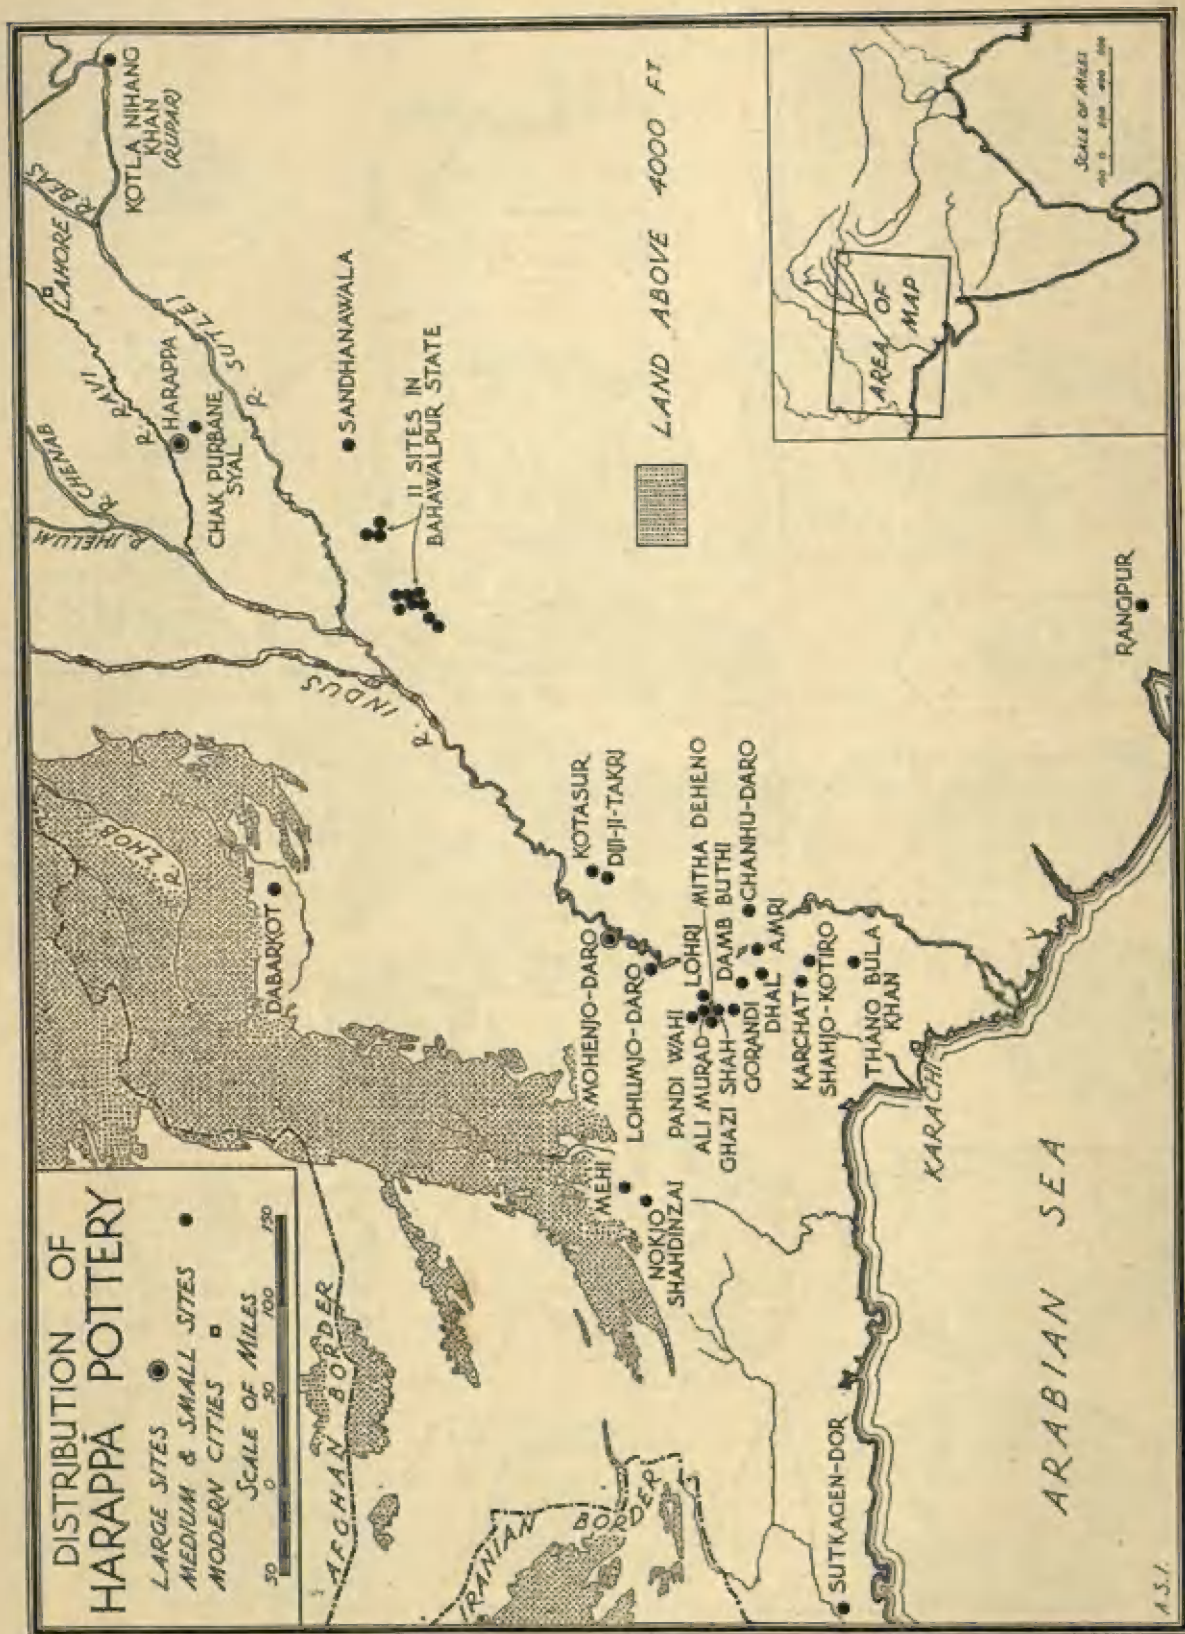 DISTRIBUTION OF
HARAPPĀ POTTERY
LARGE SITES
MEDIUM & SMALL SITES
MODERN CITIES
SCALE OF MILES
50 0 50 100 150
AFGHAN BORDER
IRANIAN BORDER
R. ZHOB
DABARKOT
INDUS R.
R. JHELUM
R. CHENAB
R. RAVI
LAHORE
R. BEAS
R. SUTLEJ
KOTLA NIHANG
KHAN
(RUPAR)
HARAPPA
CHAK PURBANE
SYAL
SANDHANAWALA
11 SITES IN
BAHAWALPUR STATE
LAND ABOVE 4000 FT
KOTASUR
DIJI-JI-TAKRI
MOHENJO-DARO
LOHUMJO-DARO
MEHI
NOKJO
SHAHDINZAI
PANDI WAHI
LOHRI
MITHA DEHENO
ALI MURAD
DAMB BUTHI
GHAZI SHAH
CHANHU-DARO
GORANDI
DHAL
AMRI
KARCHAT
SHAHJO-KOTIRO
THANO BULA
KHAN
KARACHI
SUTKAGEN-DOR
ARABIAN SEA
RANGPUR
AREA OF
MAP
SCALE OF MILES
A.S.I.